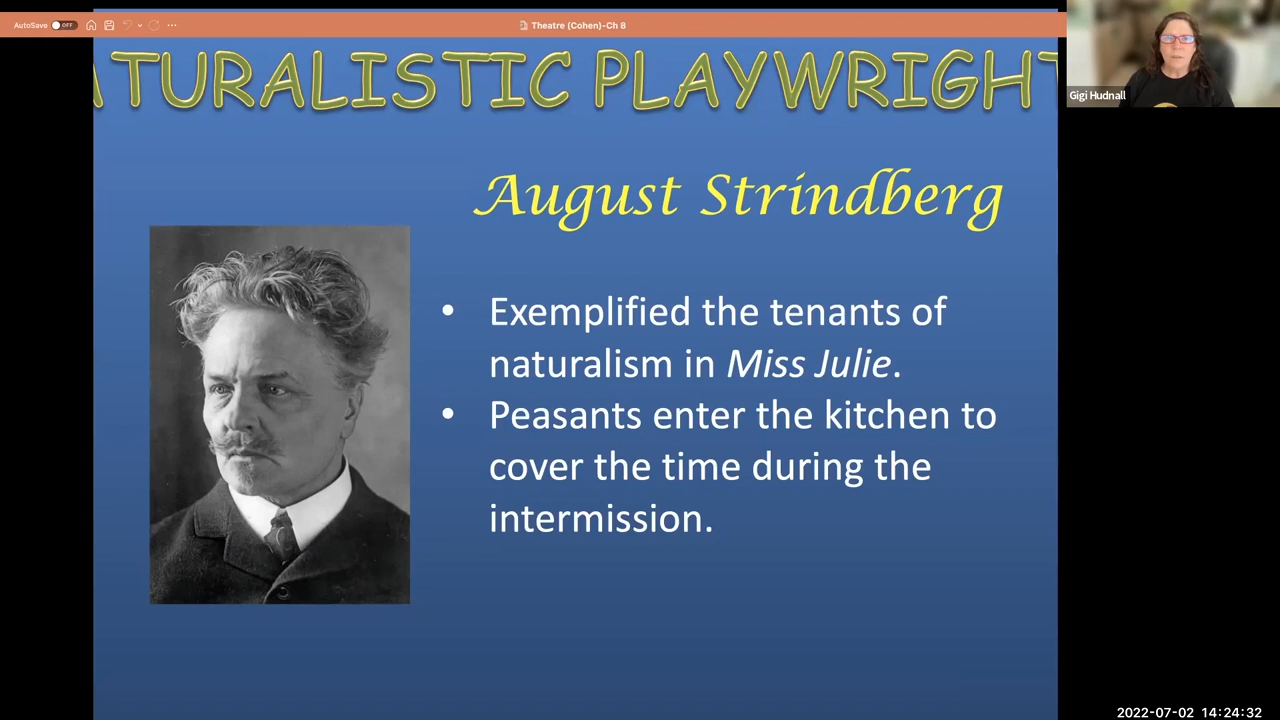 AutoSave OFF
Theatre (Cohen)-Ch 8
ATURALISTIC PLAYWRIGHT
Gigi Hudnall
August Strindberg
• Exemplified the tenants of
naturalism in Miss Julie.
• Peasants enter the kitchen to
cover the time during the
intermission.
2022-07-02 14:24:32